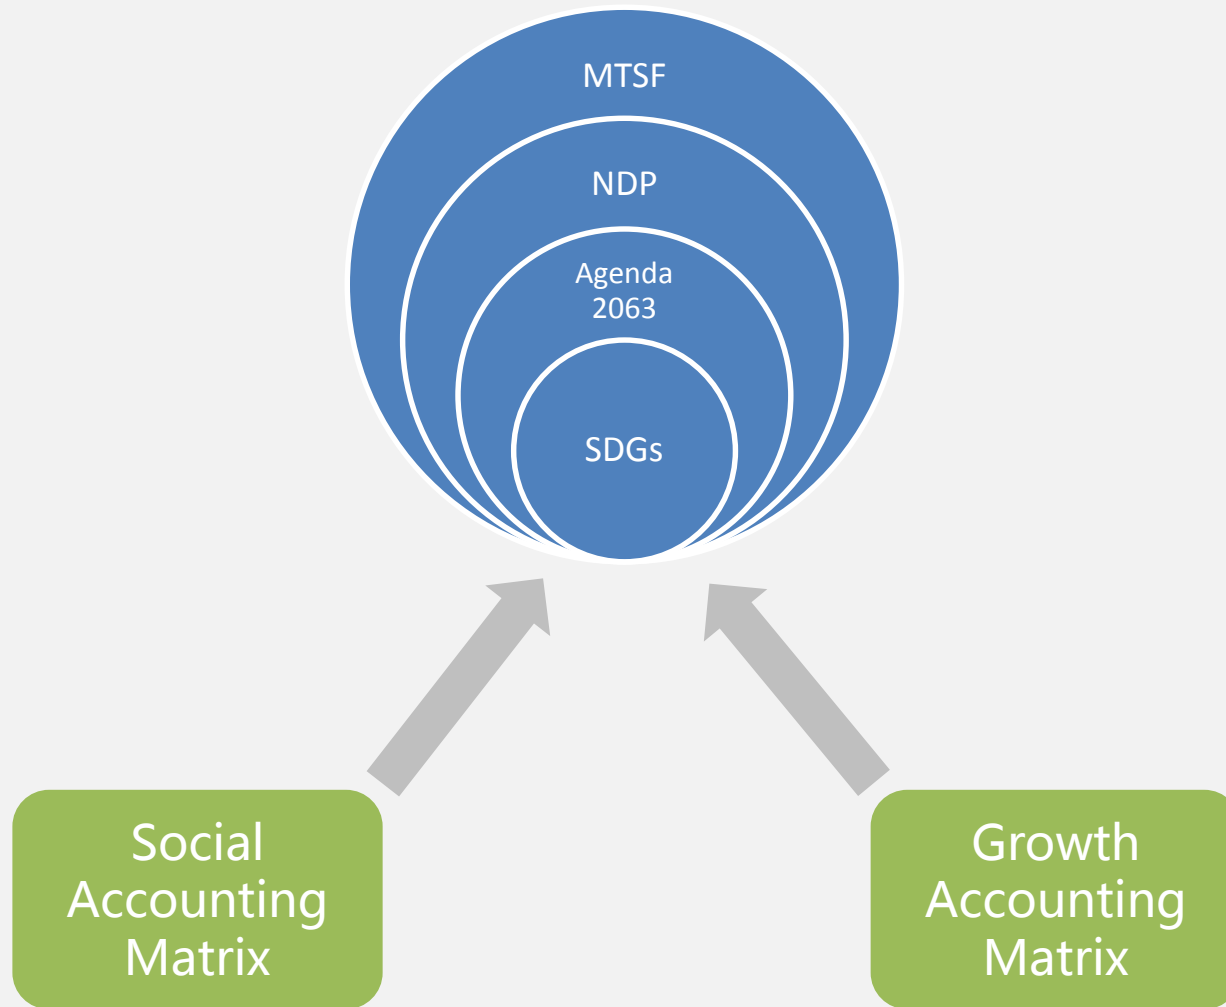 MTSF
NDP
Agenda
2063
SDGs
Social
Accounting
Matrix
Growth
Accounting
Matrix